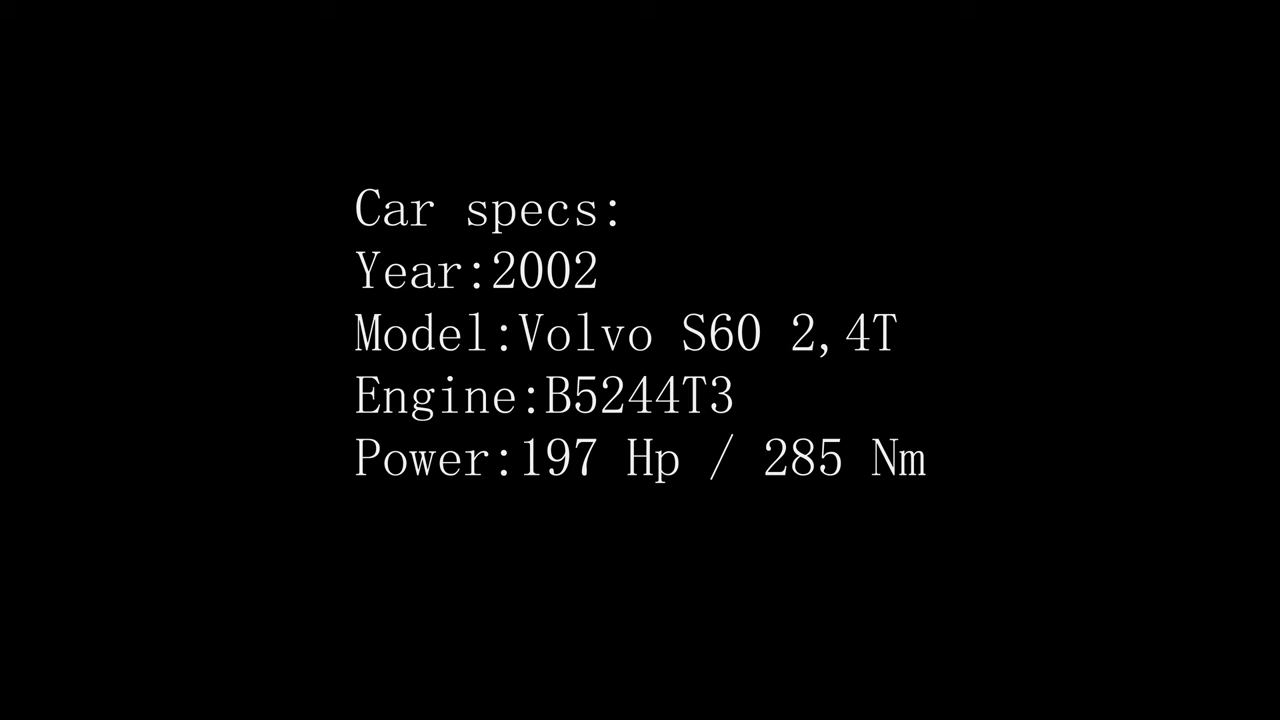 Car specs:
Year:2002
Model:Volvo S60 2,4T
Engine:B5244T3
Power:197 Hp / 285 Nm